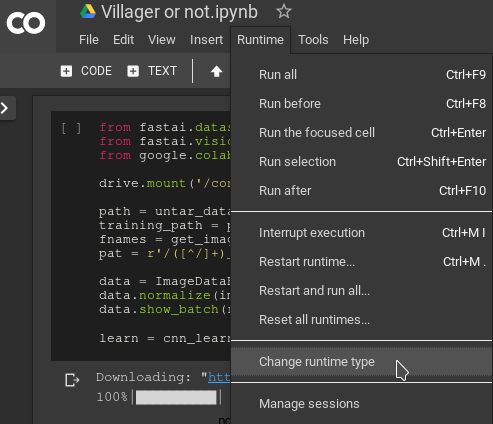 CO
Villager or not.ipynb
File Edit View Insert Runtime Tools Help
CODE TEXT
Run all Ctrl+F9
Run before Ctrl+F8
Run the focused cell Ctrl+Enter
Run selection Ctrl+Shift+Enter
Run after Ctrl+F10
Interrupt execution Ctrl+M I
Restart runtime... Ctrl+M .
Restart and run all...
Reset all runtimes...
Change runtime type
Manage sessions
[ ] from fastai.datas
from fastai.visio
from google.colab
drive.mount('/con
path = untar_data
training_path = p
fnames = get_imag
pat = r'/([^/]+)_
data = ImageDataB
data.normalize(im
data.show_batch(r
learn = cnn_learn
Downloading: "htt
100%